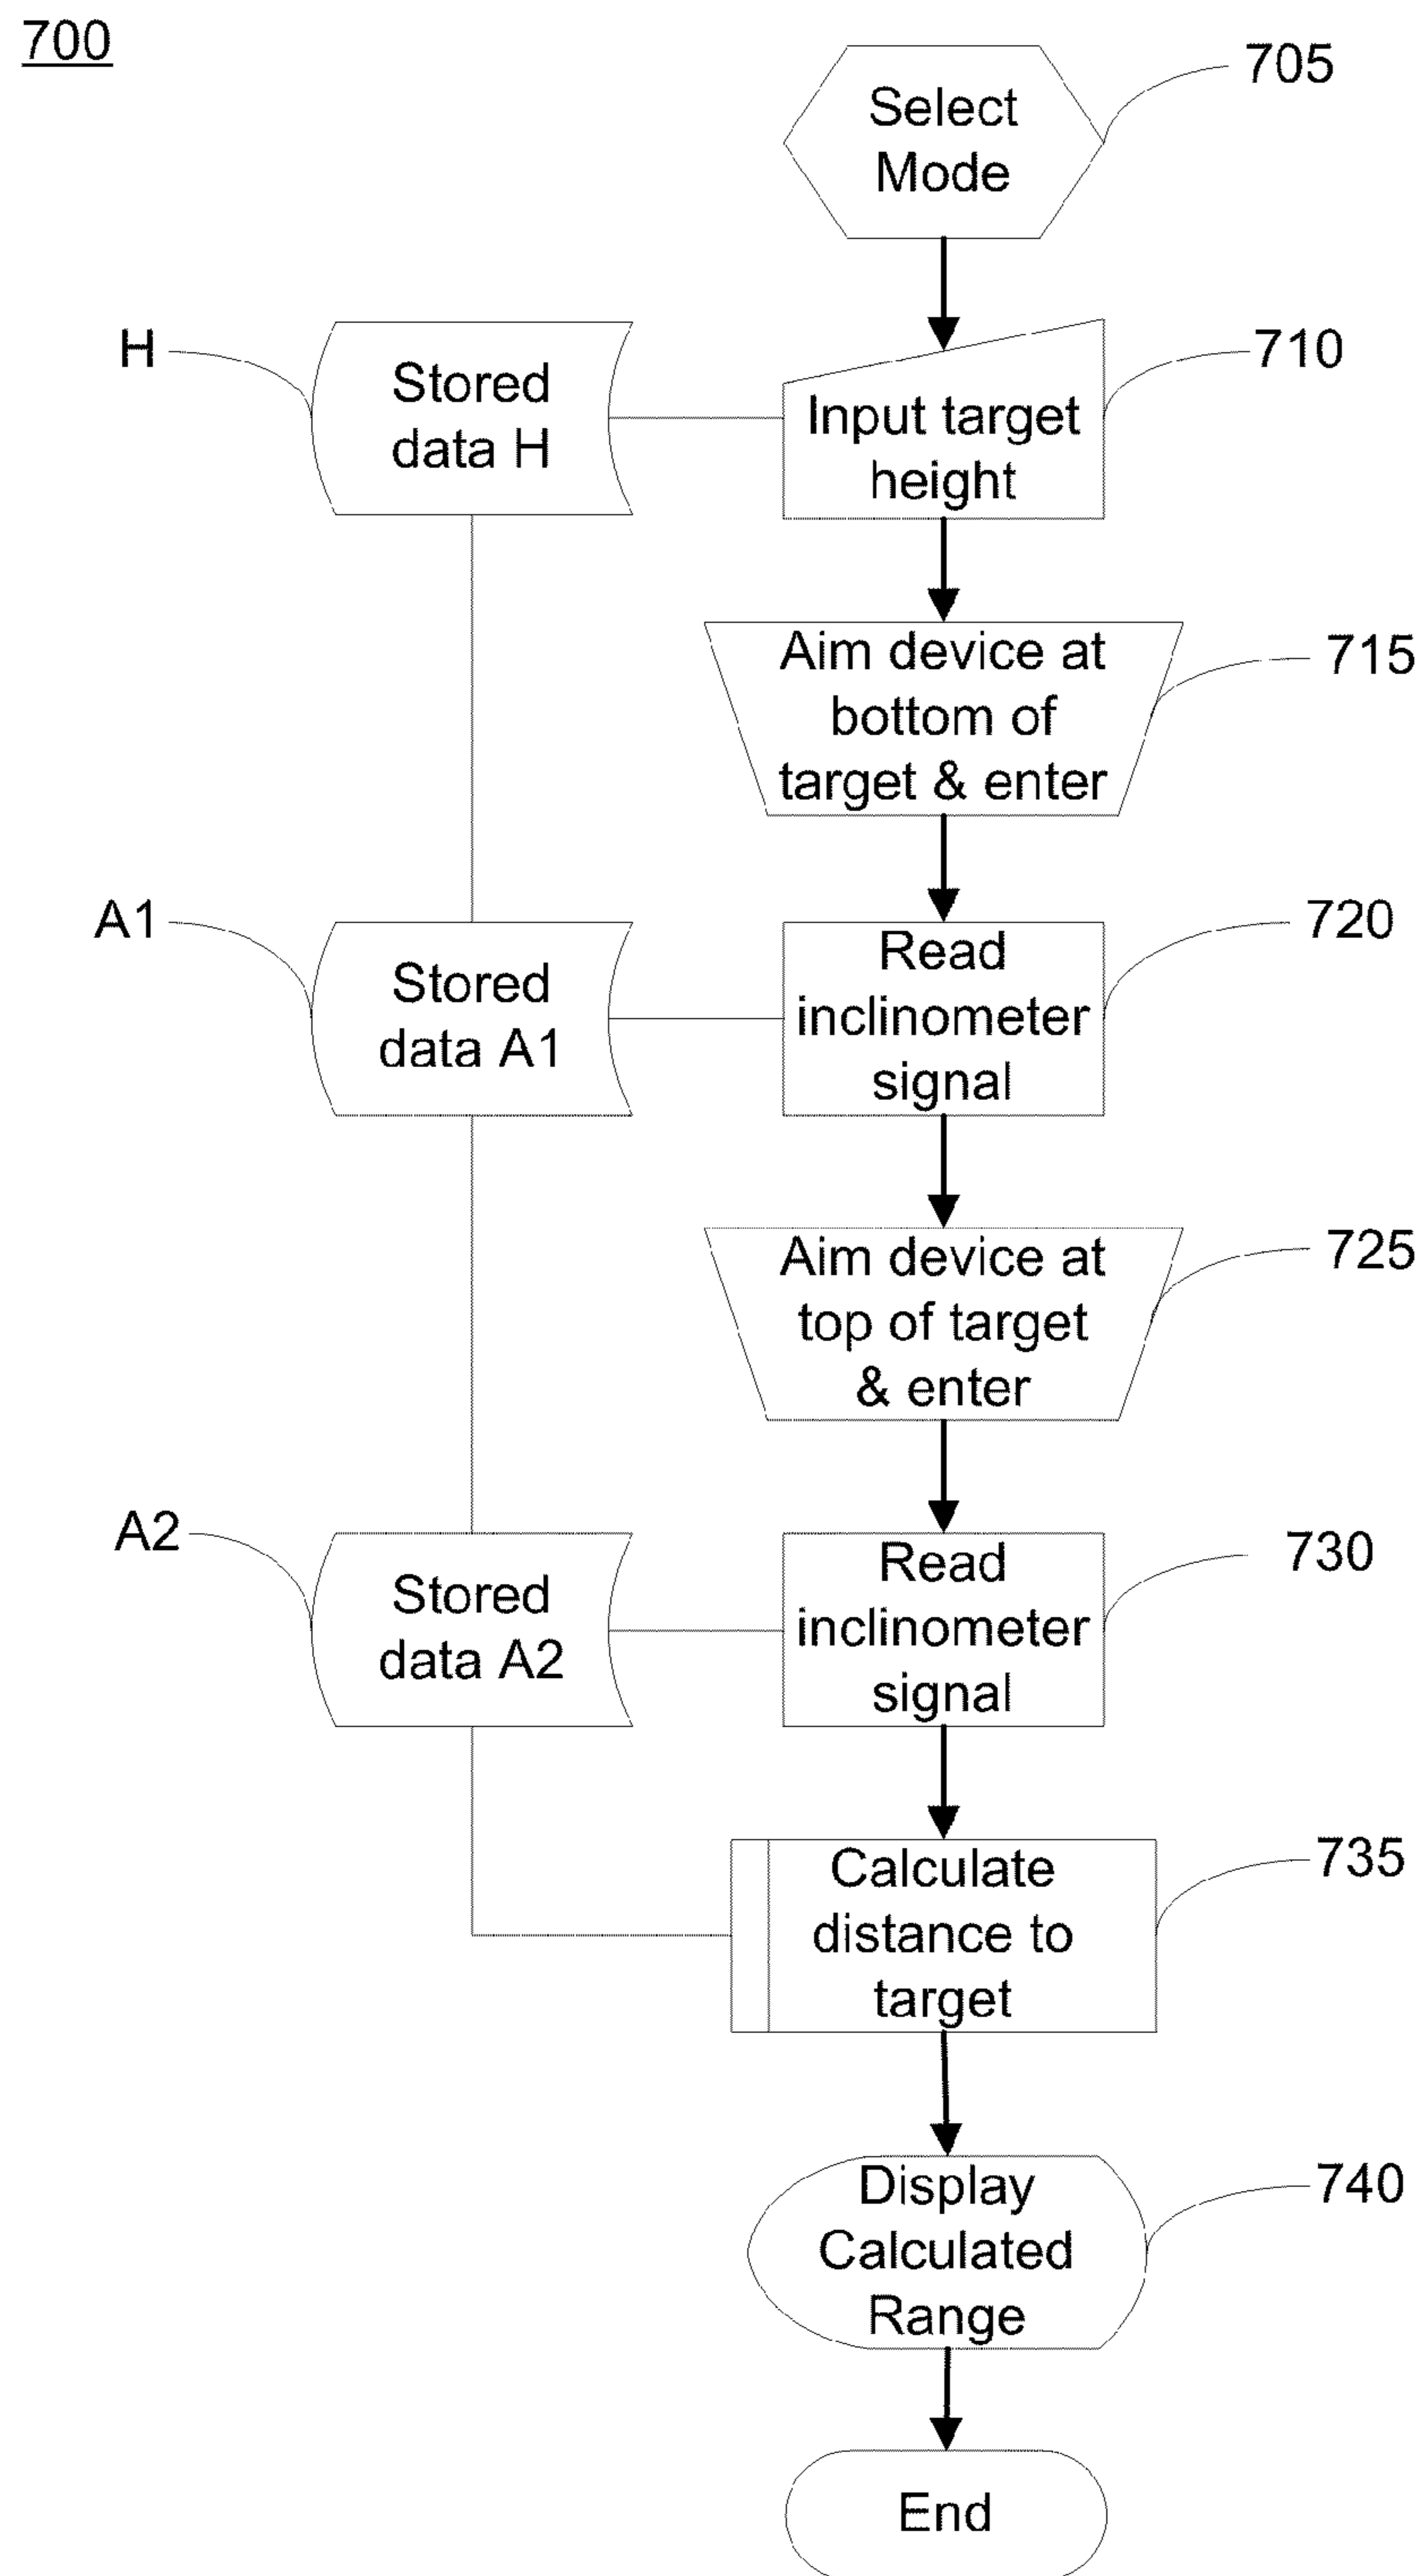 700
Select
Mode
705
H
Stored
data H
Input target
height
710
Aim device at
bottom of
target & enter
715
A1
Stored
data A1
Read
inclinometer
signal
720
Aim device at
top of target
& enter
725
A2
Stored
data A2
Read
inclinometer
signal
730
Calculate
distance to
target
735
Display
Calculated
Range
740
End